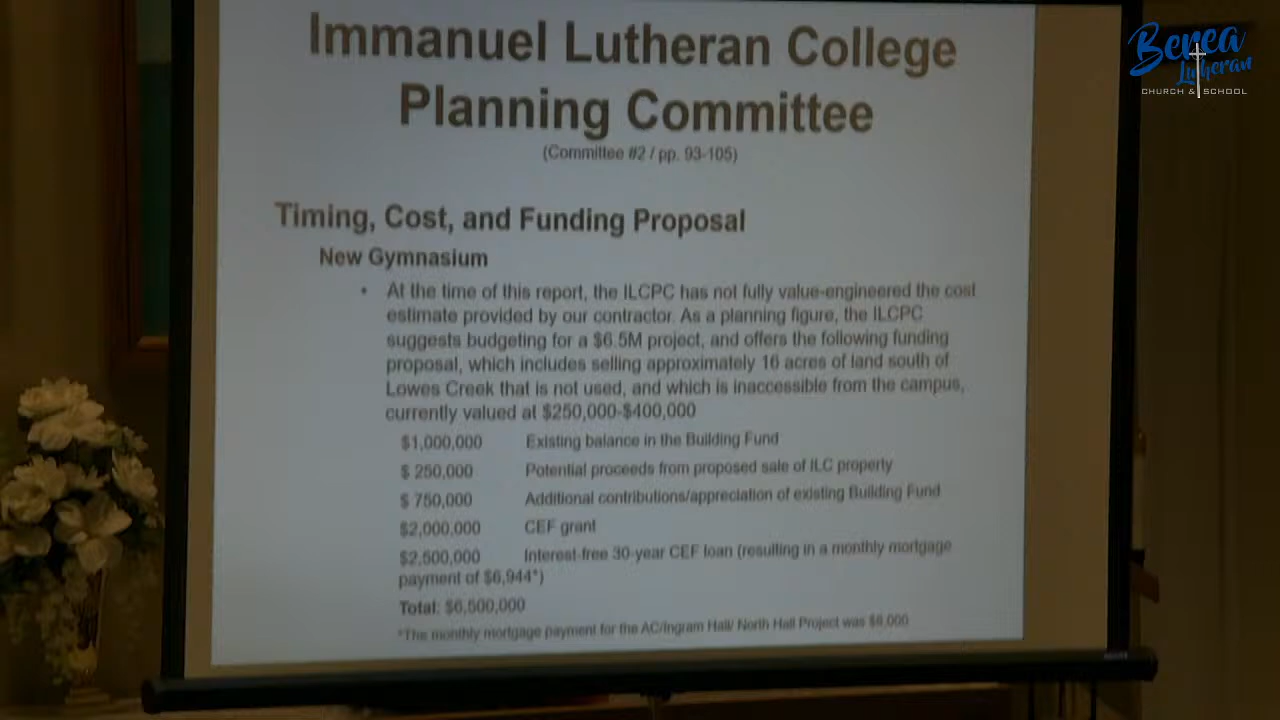 Immanuel Lutheran College
Planning Committee
(Committee #2 / pp. 93-105)
Timing, Cost, and Funding Proposal
New Gymnasium
• At the time of this report, the ILCPC has not fully value-engineered the cost
estimate provided by our contractor. As a planning figure, the ILCPC
suggests budgeting for a $6.5M project, and offers the following funding
proposal, which includes selling approximately 16 acres of land south of
Lowes Creek that is not used, and which is inaccessible from the campus,
currently valued at $250,000-$400,000
$1,000,000 Existing balance in the Building Fund
$ 250,000 Potential proceeds from proposed sale of ILC property
$ 750,000 Additional contributions/appreciation of existing Building Fund
$2,000,000 CEF grant
$2,500,000 Interest-free 30-year CEF loan (resulting in a monthly mortgage
payment of $6,944*)
Total: $6,500,000
*The monthly mortgage payment for the AC/Ingram Hall/ North Hall Project was $8,000
Berea
Lutheran
CHURCH & SCHOOL